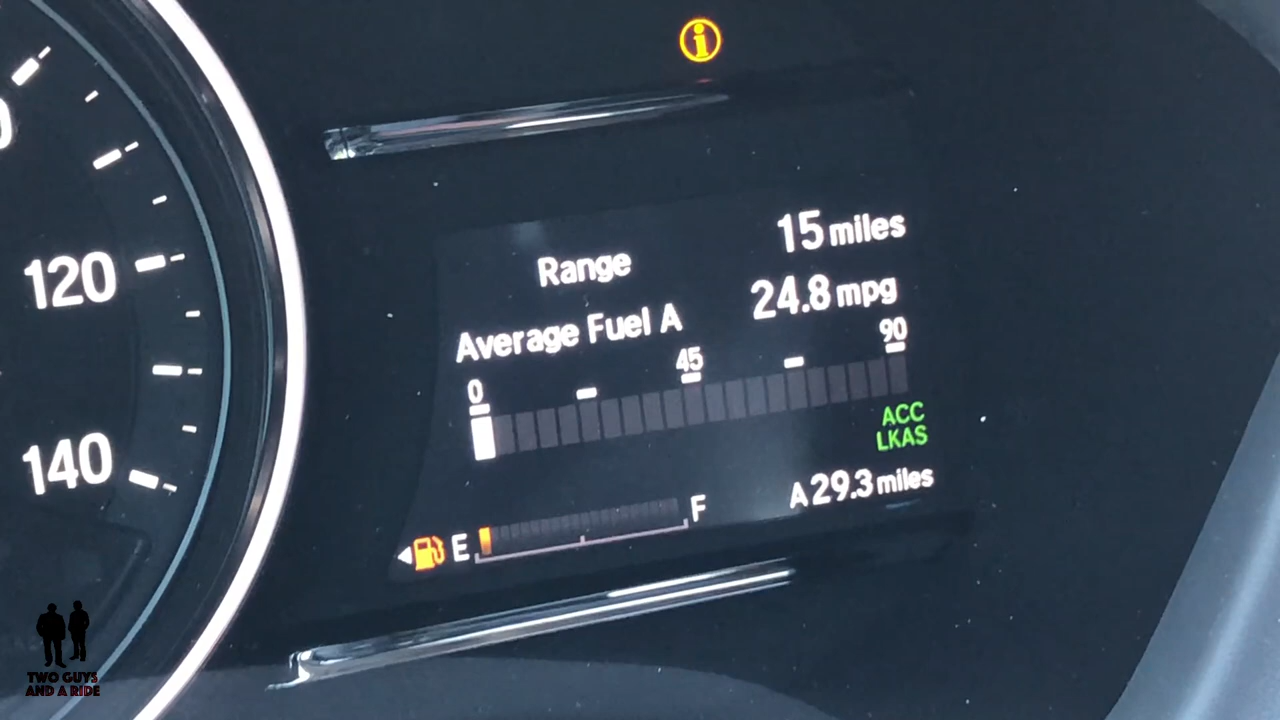 i
120
140
Range 15 miles
Average Fuel A 24.8 mpg
0 45 90
ACC
LKAS
A 29.3 miles
E F
TWO GUYS
AND A RIDE